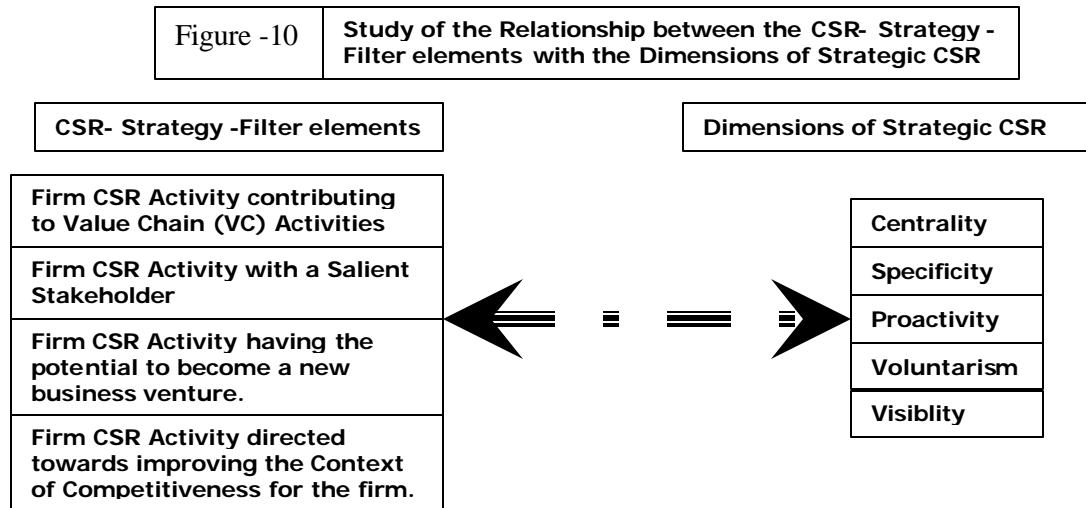 Figure -10
Study of the Relationship between the CSR- Strategy -
Filter elements with the Dimensions of Strategic CSR
CSR- Strategy -Filter elements
Dimensions of Strategic CSR
Firm CSR Activity contributing
to Value Chain (VC) Activities
Firm CSR Activity with a Salient
Stakeholder
Firm CSR Activity having the
potential to become a new
business venture.
Firm CSR Activity directed
towards improving the Context
of Competitiveness for the firm.
Centrality
Specificity
Proactivity
Voluntarism
Visiblity